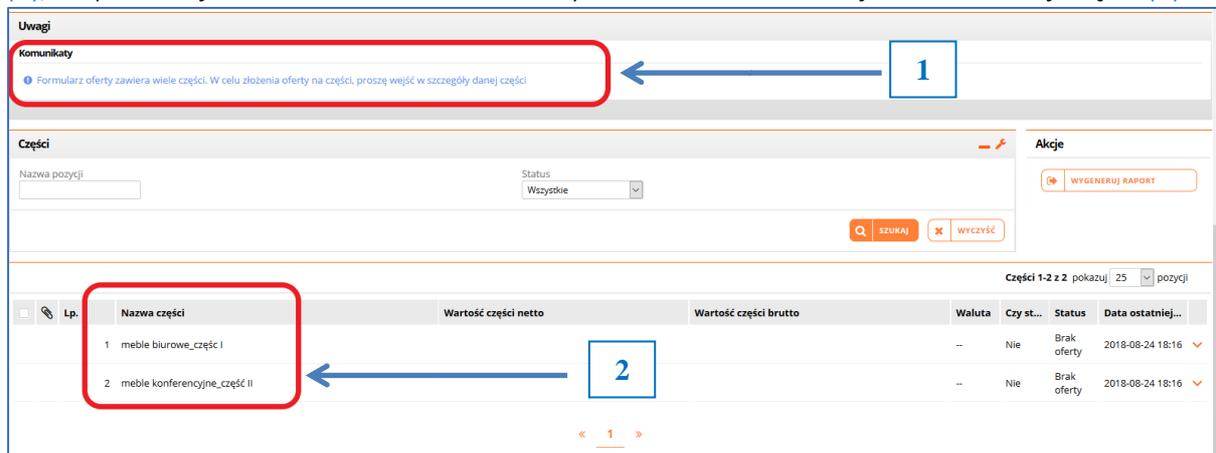 Uwagi
Komunikaty
Formularz oferty zawiera wiele części. W celu złożenia oferty na części, proszę wejść w szczegóły danej części
1
Części
Akcje
Nazwa pozycji
Status
Wszystkie
WYGENERUJ RAPORT
SZUKAJ
WYCZYŚĆ
Części 1-2 z 2 pokazuj 25 pozycji
Lp. Nazwa części Wartość części netto Wartość części brutto Waluta Czy st... Status Data ostatniej...
1 meble biurowe_częśc I -- Nie Brak oferty 2018-08-24 18:16
2 meble konferencyjne_część II -- Nie Brak oferty 2018-08-24 18:16
2
« 1 »